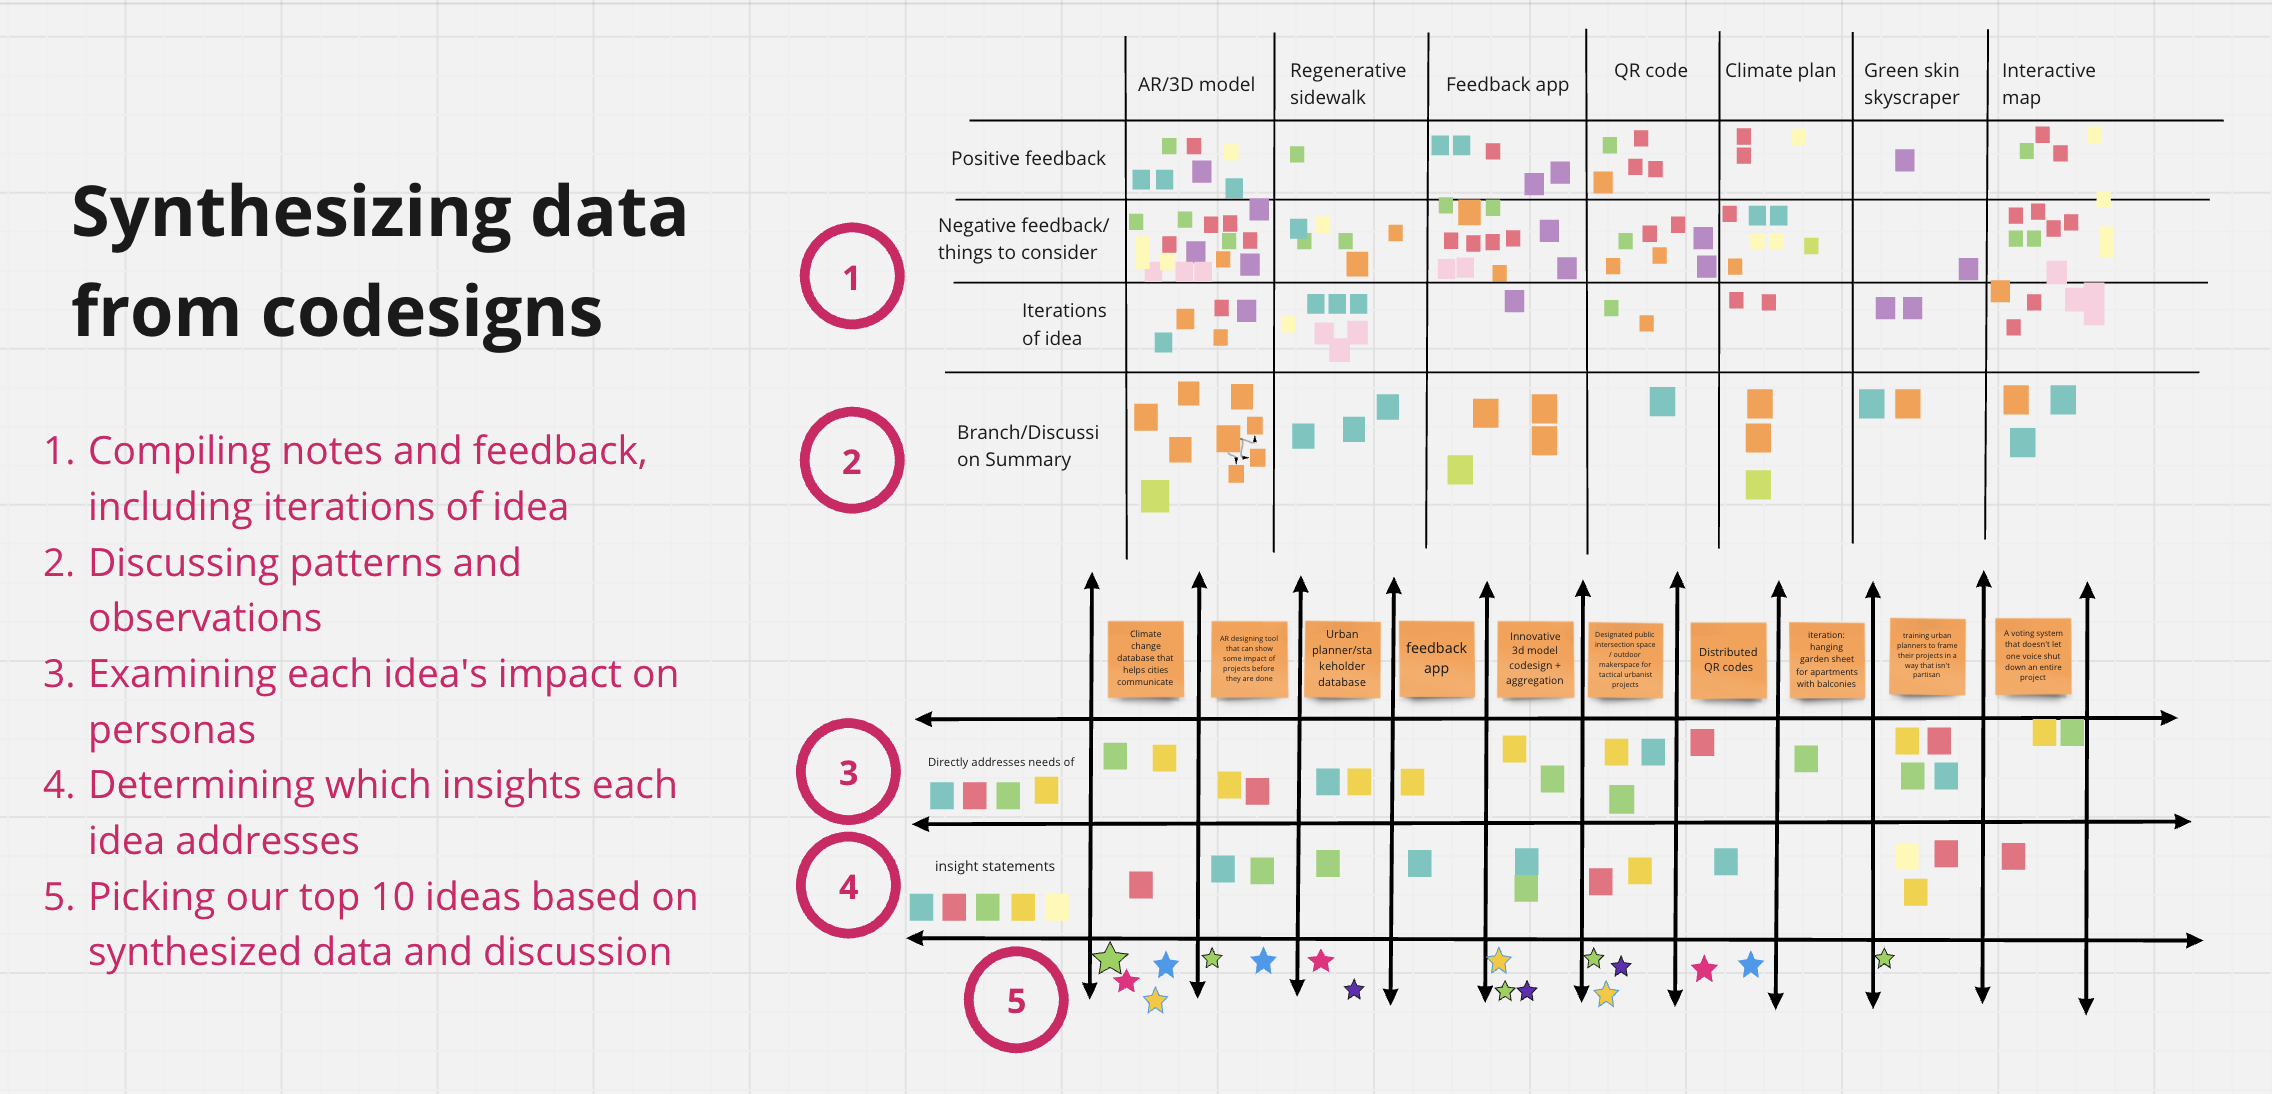 Synthesizing data
from codesigns
1. Compiling notes and feedback,
including iterations of idea
2. Discussing patterns and
observations
3. Examining each idea's impact on
personas
4. Determining which insights each
idea addresses
5. Picking our top 10 ideas based on
synthesized data and discussion
AR/3D model
Regenerative
sidewalk
Feedback app
QR code
Climate plan
Green skin
skyscraper
Interactive
map
Positive feedback
1
Negative feedback/
things to consider
Iterations
of idea
2
Branch/Discussi
on Summary
Climate
change
database that
helps cities
communicate
AR designing tool
that can show
some impact of
projects before
they are done
Urban
planner/sta
keholder
database
feedback
app
Innovative
3d model
codesign +
aggregation
Designated public
intersection space
/ outdoor
makerspace for
tactical urbanist
projects
Distributed
QR codes
iteration:
hanging
garden sheet
for apartments
with balconies
training urban
planners to frame
their projects in a
way that isn't
partisan
A voting system
that doesn't let
one voice shut
down an entire
project
3
Directly addresses needs of
4
insight statements
5